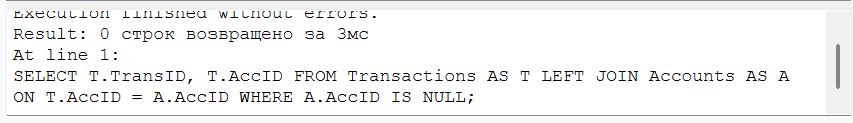 Execution finished without errors.
Result: 0 строк возвращено за 3мс
At line 1:
SELECT T.TransID, T.AccID FROM Transactions AS T LEFT JOIN Accounts AS A
ON T.AccID = A.AccID WHERE A.AccID IS NULL;